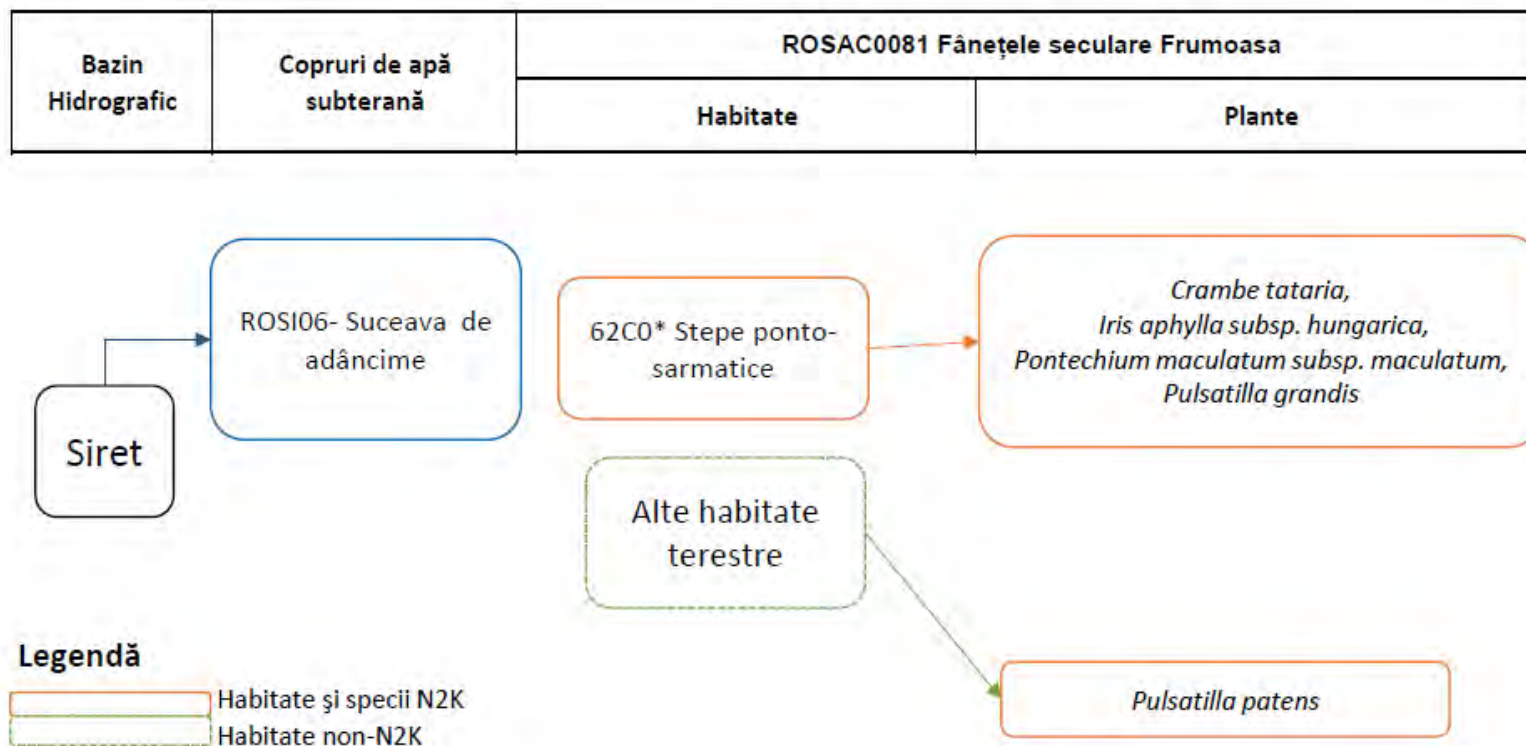 Bazin
Hidrografic
Copruri de apă
subterană
ROSAC0081 Fânețele seculare Frumoasa
Habitate
Plante
Siret
ROSI06- Suceava de
adâncime
62C0* Stepe ponto-
sarmatice
Crambe tataria,
Iris aphylla subsp. hungarica,
Pontechium maculatum subsp. maculatum,
Pulsatilla grandis
Alte habitate
terestre
Pulsatilla patens
Legendă
Habitate şi specii N2K
Habitate non-N2K